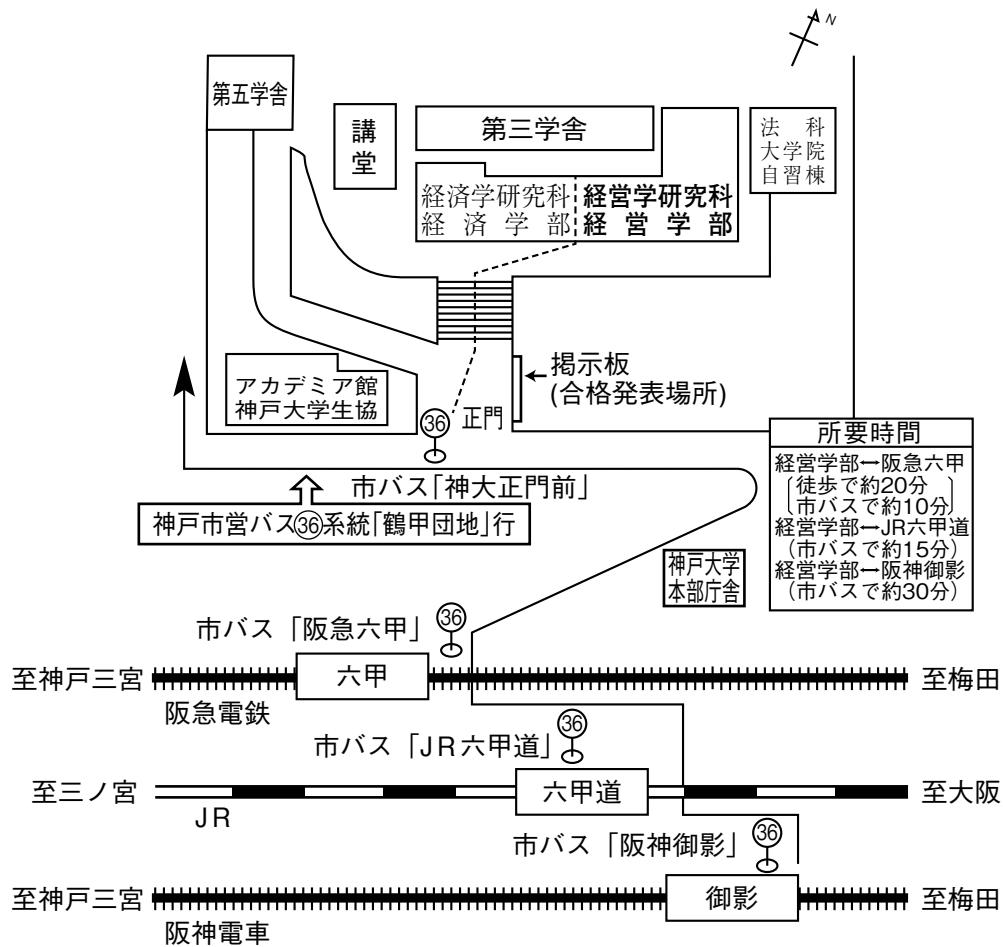 N
第五学舎
講
堂
第三学舎
法科
大学院
自習棟
経済学研究科
経済学部
経営学研究科
経営学部
掲示板
(合格発表場所)
アカデミア館
神戸大学生協
36
正門
市バス「神大正門前」
神戸市営バス㊱系統「鶴甲団地」行
所要時間
経営学部↔阪急六甲
〔徒歩で約20分
市バスで約10分〕
経営学部↔JR六甲道
(市バスで約15分)
経営学部↔阪神御影
(市バスで約30分)
神戸大学
本部庁舎
市バス「阪急六甲」
36
至神戸三宮
六甲
至梅田
阪急電鉄
市バス「JR六甲道」
36
至三ノ宮
六甲道
至大阪
JR
市バス「阪神御影」
36
至神戸三宮
御影
至梅田
阪神電車